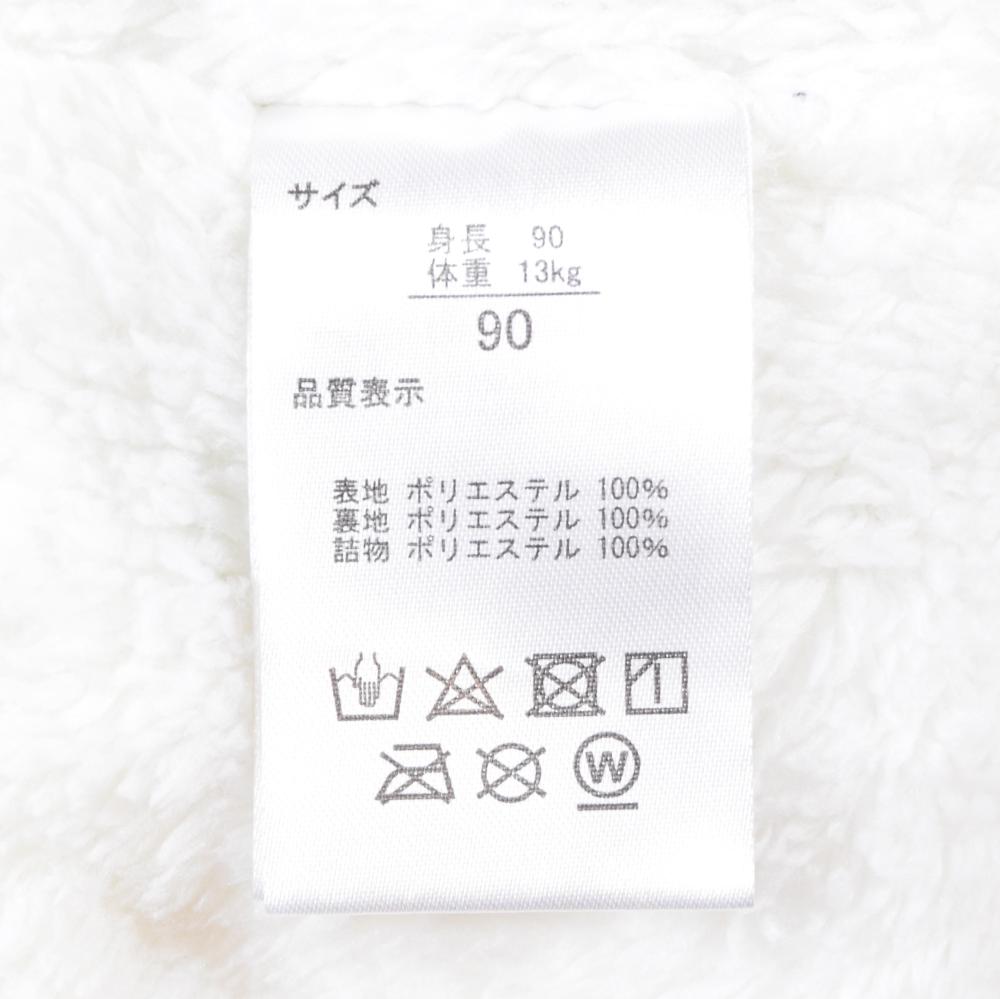 サイズ
身長 90
体重 13kg
90
品質表示
表地 ポリエステル 100%
裏地 ポリエステル 100%
詰物 ポリエステル 100%
W